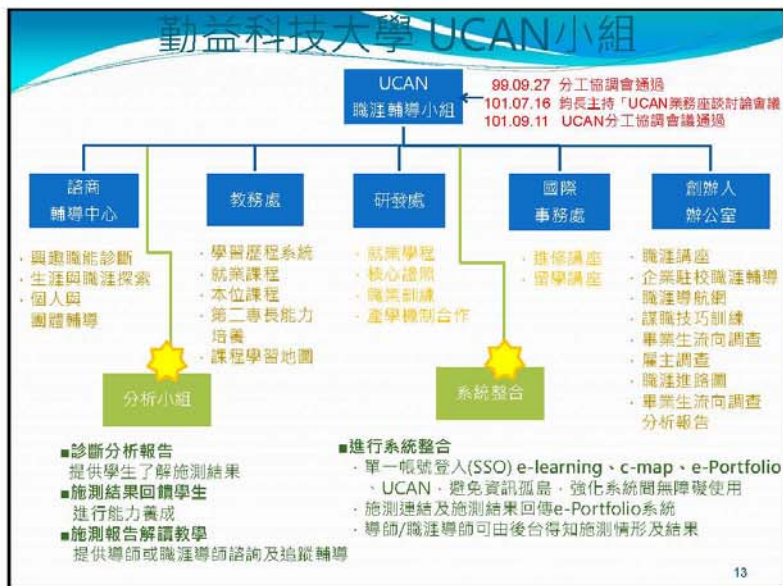 勤益科技大學 UCAN小組
UCAN
職涯輔導小組
99.09.27 分工協調會通過
101.07.16 鈞長主持「UCAN業務座談討論會議
101.09.11 UCAN分工協調會議通過
諮商
輔導中心
教務處
研發處
國際
事務處
創辦人
辦公室
· 興趣職能診斷
· 生涯與職涯探索
· 個人與
團體輔導
· 學習歷程系統
· 就業課程
· 本位課程
· 第二專長能力
培養
· 課程學習地圖
· 就業學程
· 核心證照
· 職業訓練
· 產學機制合作
· 進修講座
· 留學講座
· 職涯講座
· 企業駐校職涯輔導
· 職涯導航網
· 謀職技巧訓練
· 畢業生流向調查
· 雇主調查
· 職涯進路圖
· 畢業生流向調查
分析報告
分析小組
系統整合
■診斷分析報告
提供學生了解施測結果
■施測結果回饋學生
進行能力養成
■施測報告解讀教學
提供導師或職涯導師諮詢及追蹤輔導
■進行系統整合
· 單一帳號登入(SSO) e-learning、c-map、e-Portfolio
、UCAN,避免資訊孤島,強化系統間無障礙使用
· 施測連結及施測結果回傳e-Portfolio系統
· 導師/職涯導師可由後台得知施測情形及結果
13